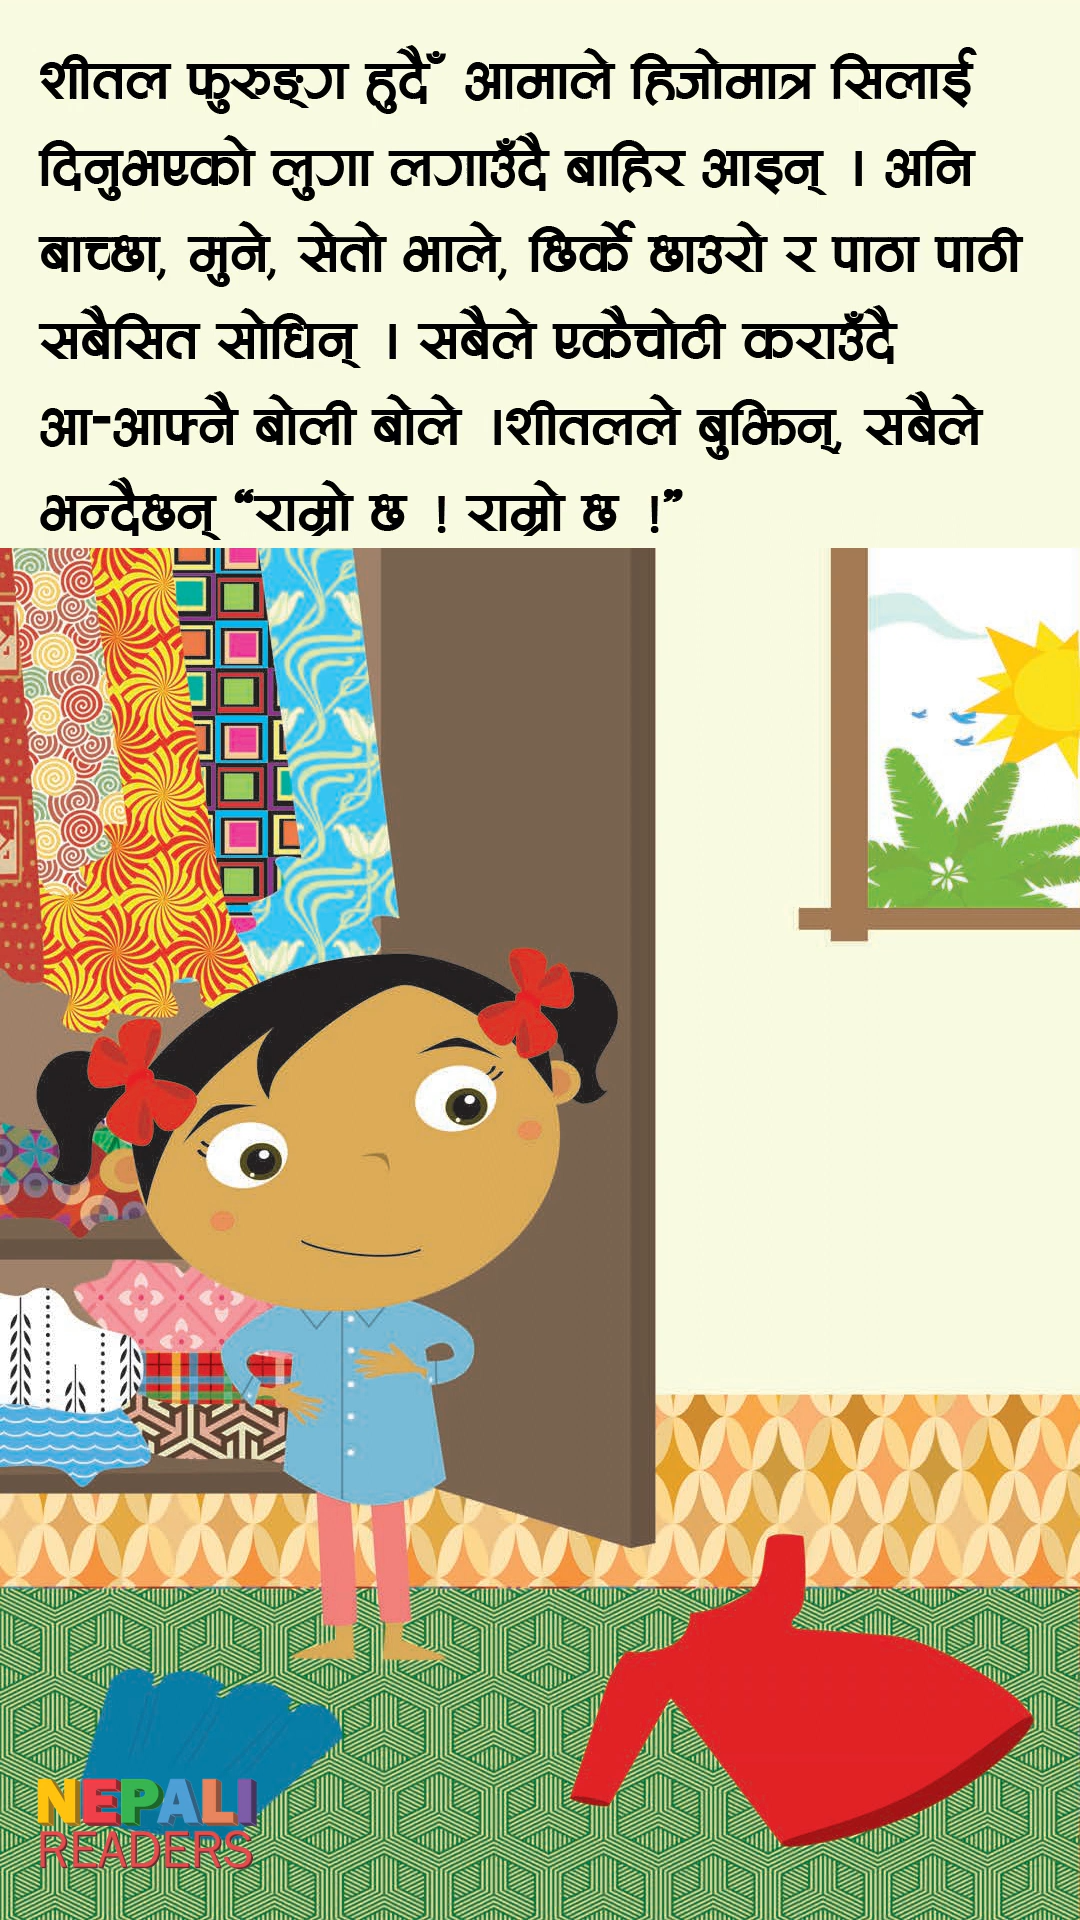 शीतल फुरुङ्ग हुदैँ आमाले हिजोमात्र सिलाई
दिनुभएको लुगा लगाउँदै बाहिर आइन् । अनि
बाच्छा, मुने, सेतो भाले, छिर्के छाउरो र पाठा पाठी
सबैसित सोधिन् । सबैले एकैचोटी कराउँदै
आ-आफ्नै बोली बोले ।शीतलले बुझिन्, सबैले
भन्दैछन् “राम्रो छ ! राम्रो छ !”
NEPALI
READERS